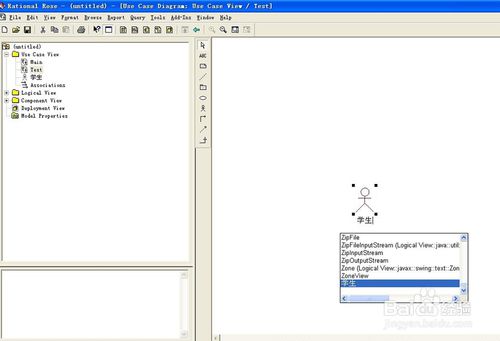 Rational Rose - (untitled) - [Use Case Diagram: Use Case View / Test]
File Edit View Format Browse Report Query Tools Add-Ins Window Help
(untitled)
Use Case View
Main
Test
学生
Associations
Logical View
Component View
Deployment View
Model Properties
ABC
学生
ZipFile
ZipFileInputStream (Logical View::java::util:
ZipInputStream
ZipOutputStream
Zone (Logical View::javax::swing::text::Zon
ZoneView
学生
Baidu 经验
jingyan.baidu.com